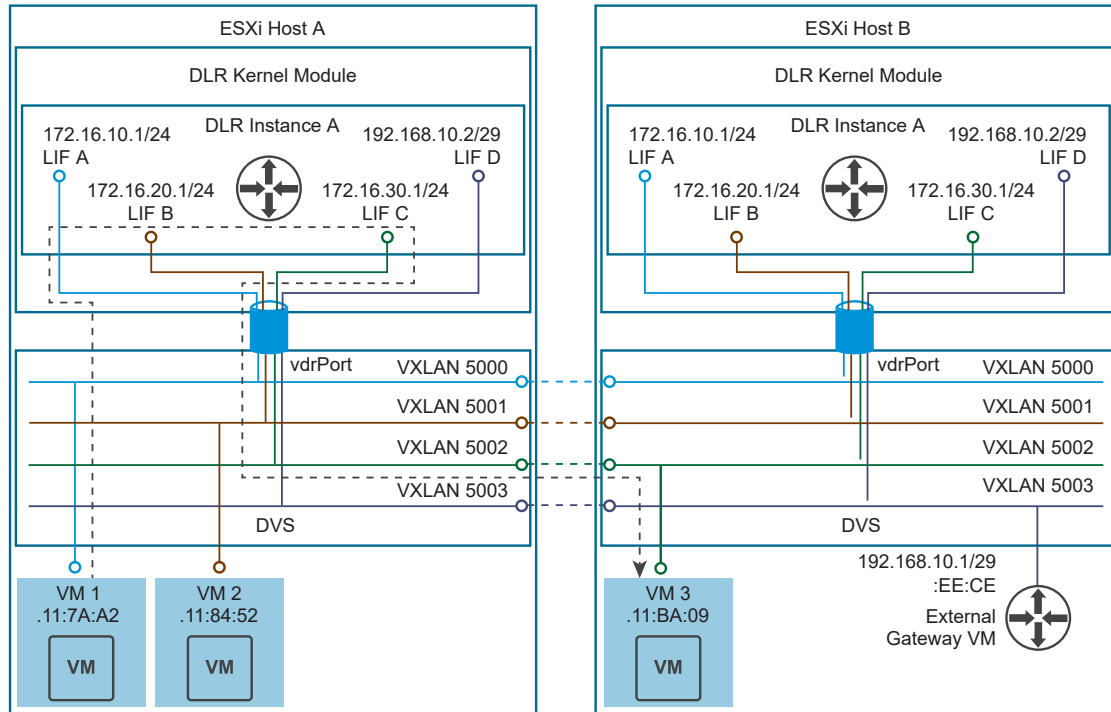 ESXi Host A
DLR Kernel Module
172.16.10.1/24
LIF A
DLR Instance A
192.168.10.2/29
LIF D
172.16.20.1/24
LIF B
172.16.30.1/24
LIF C
vdrPort
VXLAN 5000
VXLAN 5001
VXLAN 5002
VXLAN 5003
DVS
VM 1
.11:7A:A2
VM
VM 2
.11:84:52
VM
ESXi Host B
DLR Kernel Module
172.16.10.1/24
LIF A
DLR Instance A
192.168.10.2/29
LIF D
172.16.20.1/24
LIF B
172.16.30.1/24
LIF C
vdrPort
VXLAN 5000
VXLAN 5001
VXLAN 5002
VXLAN 5003
DVS
VM 3
.11:BA:09
VM
192.168.10.1/29
:EE:CE
External
Gateway VM